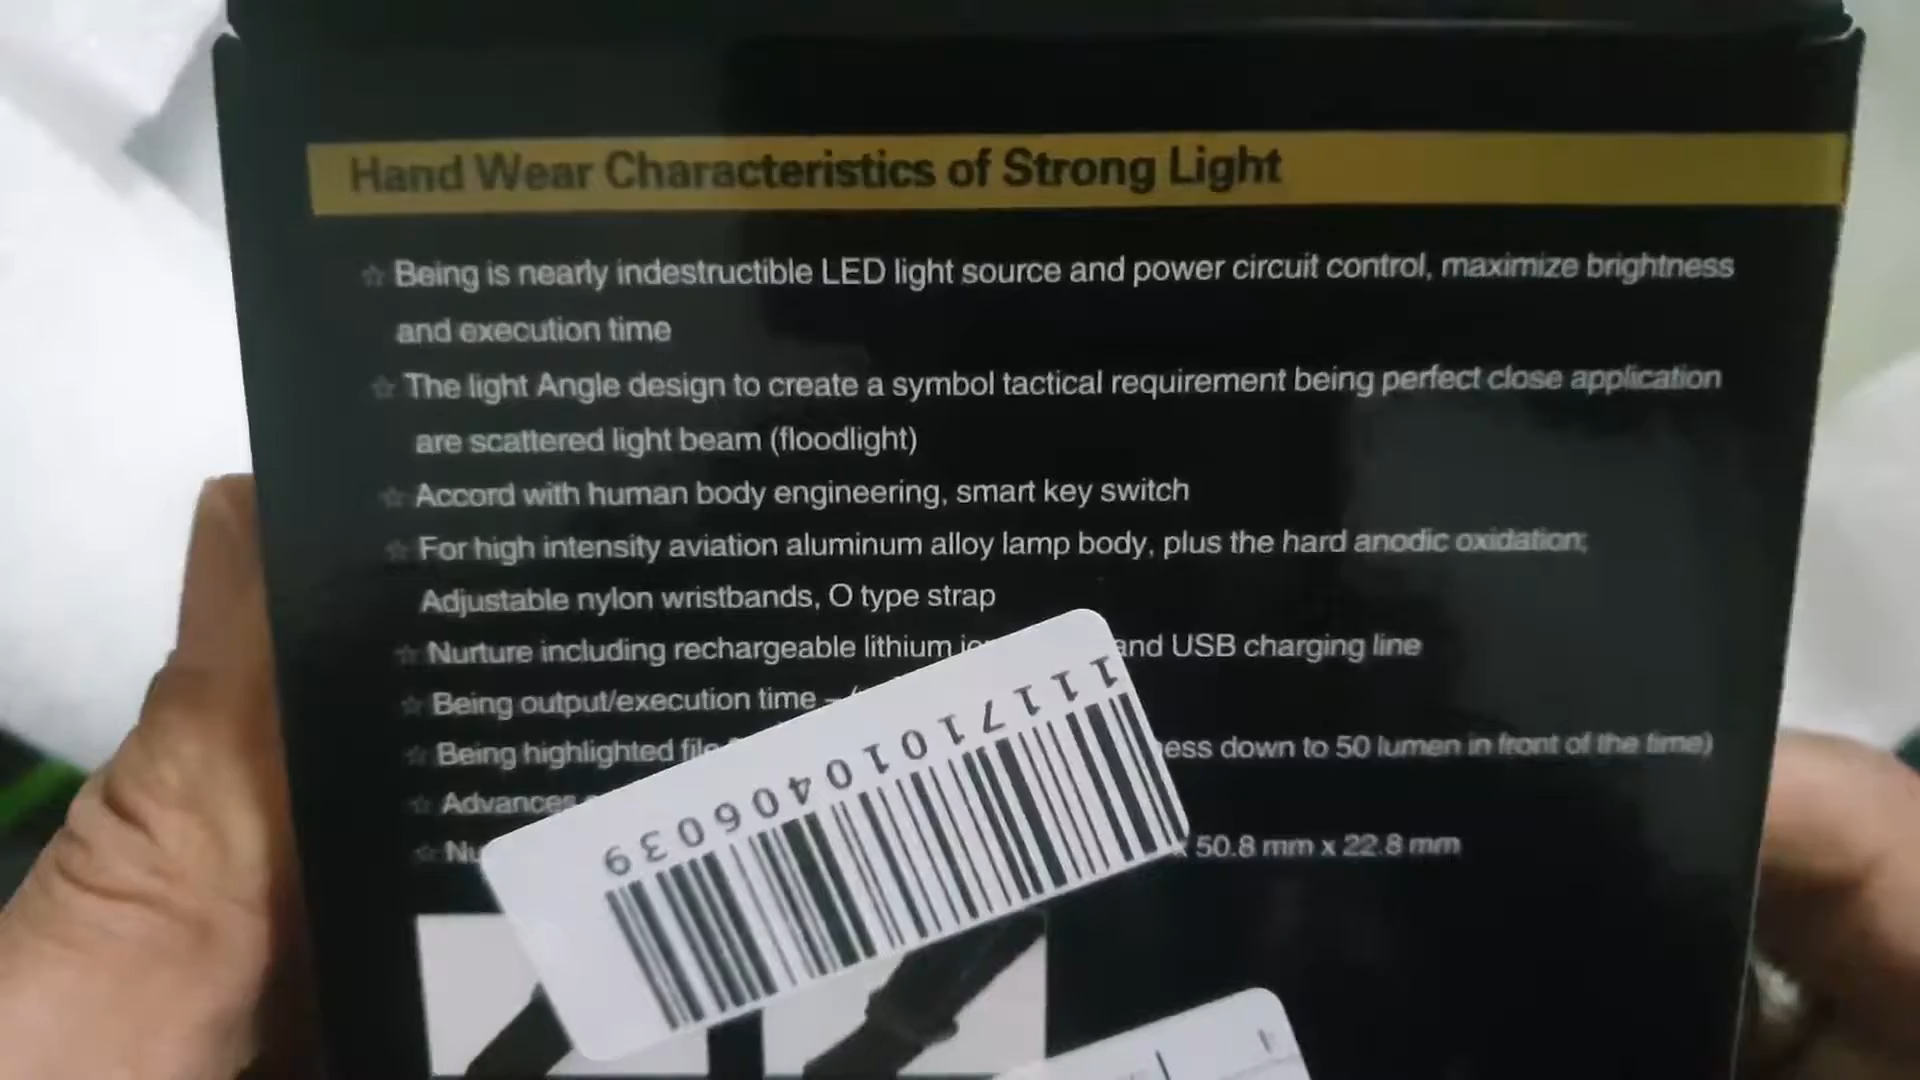 Hand Wear Characteristics of Strong Light
☆ Being is nearly indestructible LED light source and power circuit control, maximize brightness
and execution time
☆ The light Angle design to create a symbol tactical requirement being perfect close application
are scattered light beam (floodlight)
☆ Accord with human body engineering, smart key switch
☆ For high intensity aviation aluminum alloy lamp body, plus the hard anodic oxidation;
Adjustable nylon wristbands, O type strap
☆ Nurture including rechargeable lithium and USB charging line
☆ Being output/execution time
☆ Being highlighted down to 50 lumen in front of the time)
☆ Advances
☆ x 50.8 mm x 22.8 mm
11171010406039